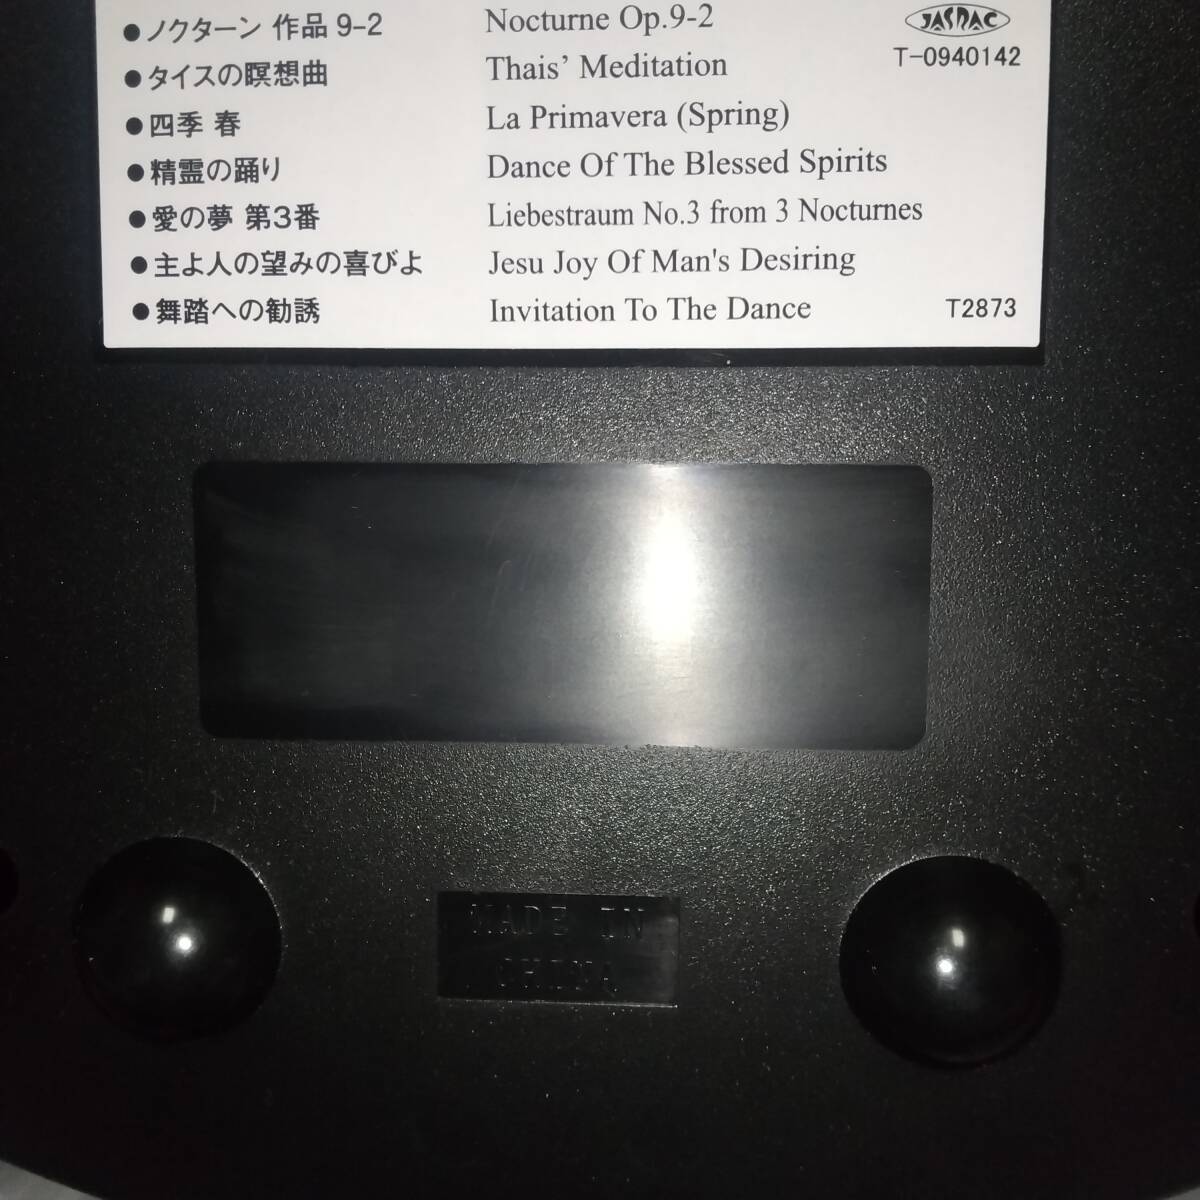 ●ノクターン 作品 9-2 Nocturne Op.9-2 JASRAC
T-0940142
●タイスの瞑想曲 Thais' Meditation
●四季 春 La Primavera (Spring)
●精霊の踊り Dance Of The Blessed Spirits
●愛の夢 第3番 Liebestraum No.3 from 3 Nocturnes
●主よ人の望みの喜びよ Jesu Joy Of Man's Desiring
●舞踏への勧誘 Invitation To The Dance T2873
MADE IN
CHINA